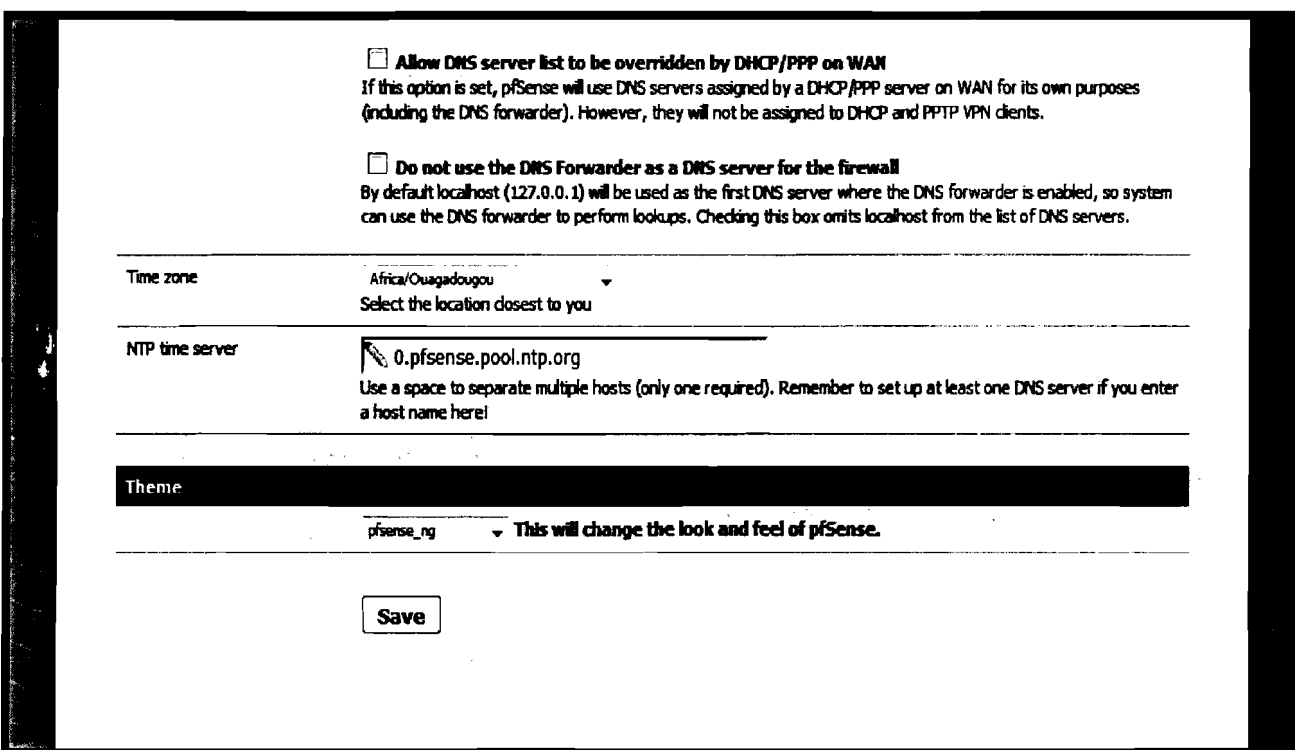 Allow DNS server list to be overridden by DHCP/PPP on WAN
If this option is set, pfSense will use DNS servers assigned by a DHCP/PPP server on WAN for its own purposes
(including the DNS forwarder). However, they will not be assigned to DHCP and PPTP VPN clients.
Do not use the DNS Forwarder as a DNS server for the firewall
By default localhost (127.0.0.1) will be used as the first DNS server where the DNS forwarder is enabled, so system
can use the DNS forwarder to perform lookups. Checking this box omits localhost from the list of DNS servers.
Time zone
Africa/Ouagadougou
Select the location closest to you
NTP time server
0.pfsense.pool.ntp.org
Use a space to separate multiple hosts (only one required). Remember to set up at least one DNS server if you enter
a host name here!
Theme
pfsense_ng This will change the look and feel of pfSense.
Save